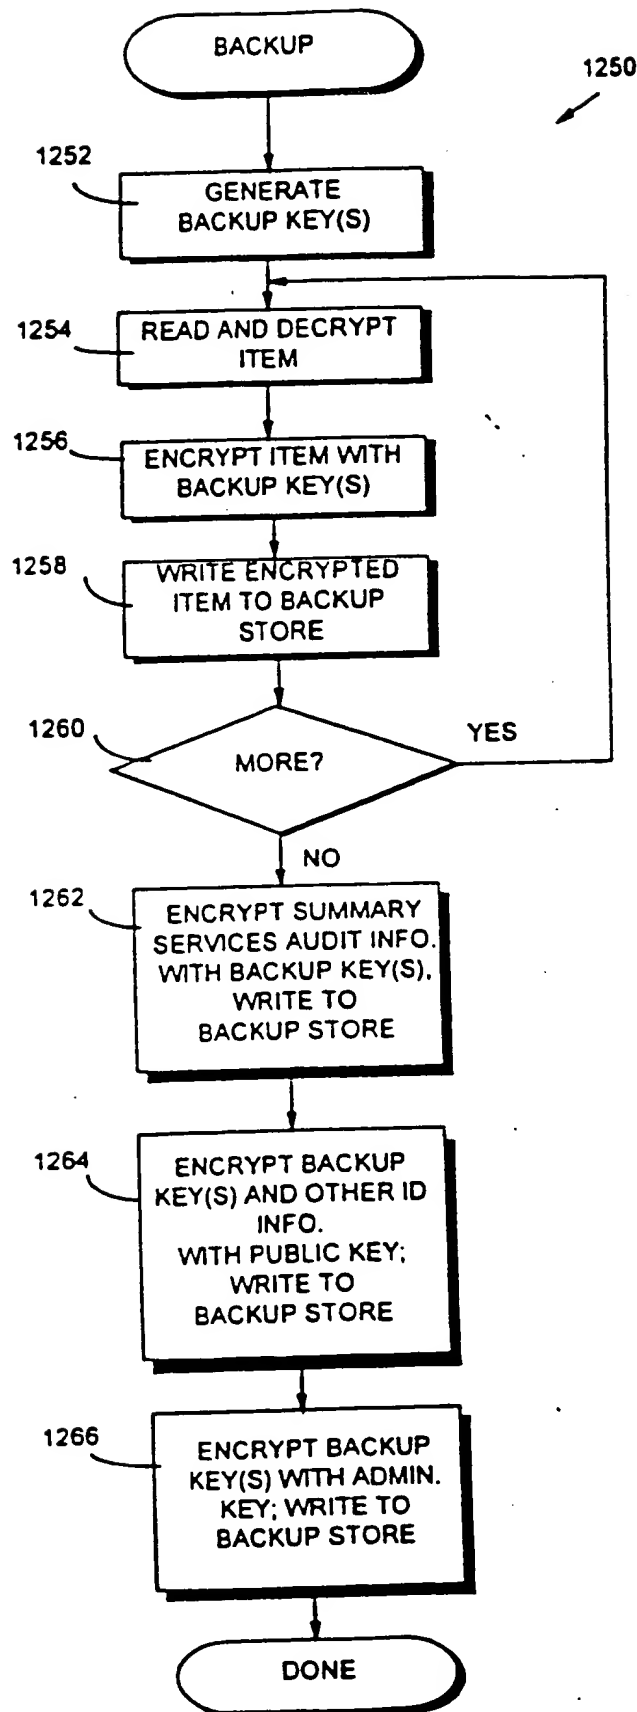 BACKUP
1250
1252
GENERATE
BACKUP KEY(S)
1254
READ AND DECRYPT
ITEM
1256
ENCRYPT ITEM WITH
BACKUP KEY(S)
1258
WRITE ENCRYPTED
ITEM TO BACKUP
STORE
1260
MORE?
YES
NO
1262
ENCRYPT SUMMARY
SERVICES AUDIT INFO.
WITH BACKUP KEY(S),
WRITE TO
BACKUP STORE
1264
ENCRYPT BACKUP
KEY(S) AND OTHER ID
INFO.
WITH PUBLIC KEY;
WRITE TO
BACKUP STORE
1266
ENCRYPT BACKUP
KEY(S) WITH ADMIN.
KEY; WRITE TO
BACKUP STORE
DONE